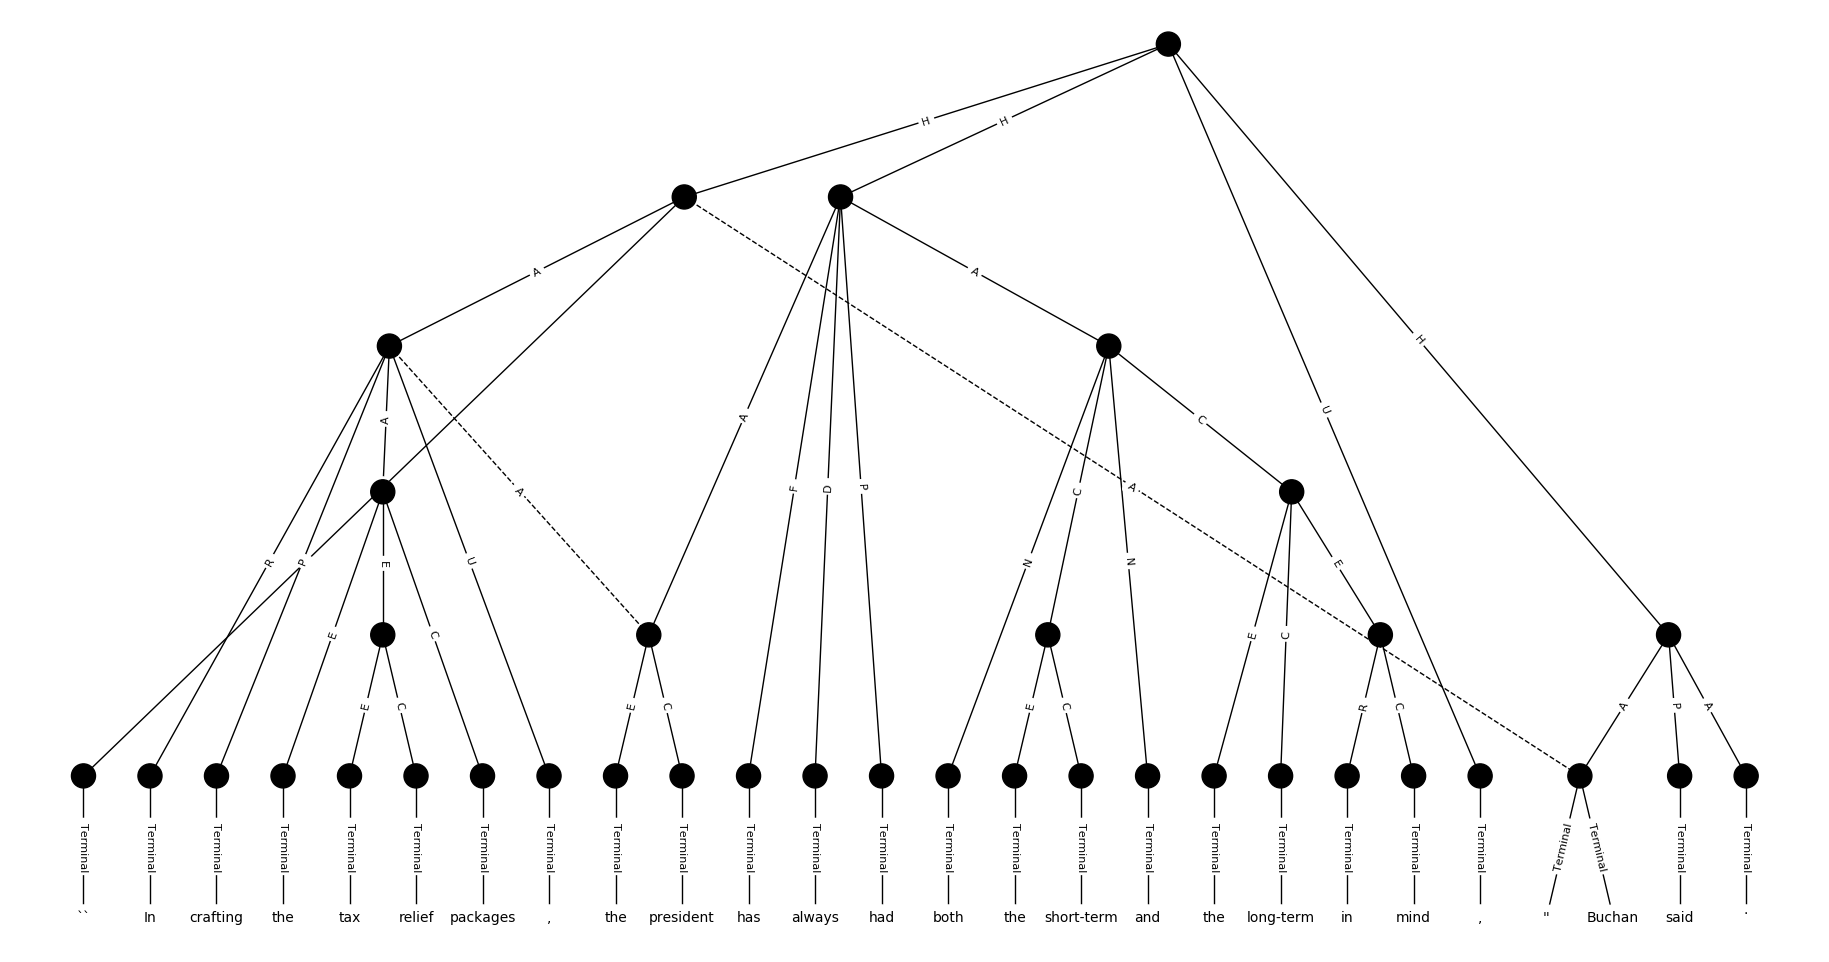 H H
A A
H
A U
A C
F D P
A C A
R P E U N N E
E C E C
E C E C E C R C A P A
Terminal Terminal Terminal Terminal Terminal Terminal Terminal Terminal Terminal Terminal Terminal Terminal Terminal Terminal Terminal Terminal Terminal Terminal Terminal Terminal Terminal Terminal Terminal Terminal Terminal Terminal
`` In crafting the tax relief packages , the president has always had both the short-term and the long-term in mind , " Buchan said .